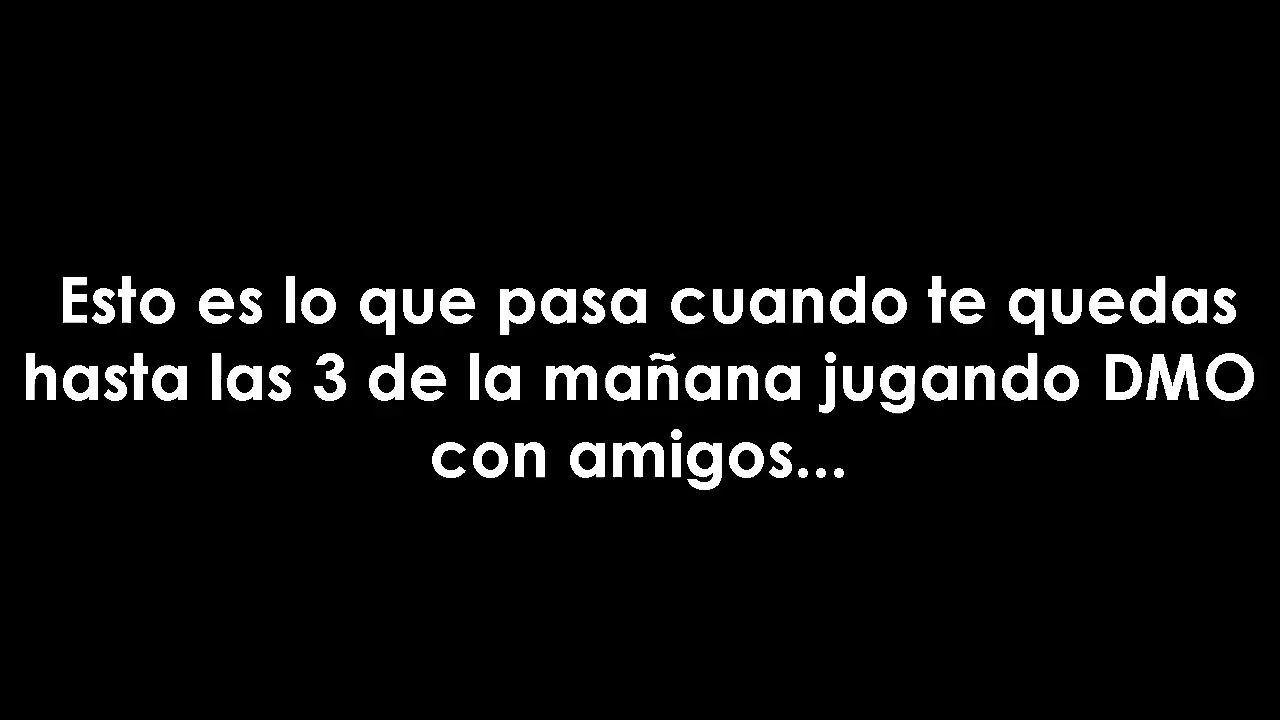 Esto es lo que pasa cuando te quedas
hasta las 3 de la mañana jugando DMO
con amigos...